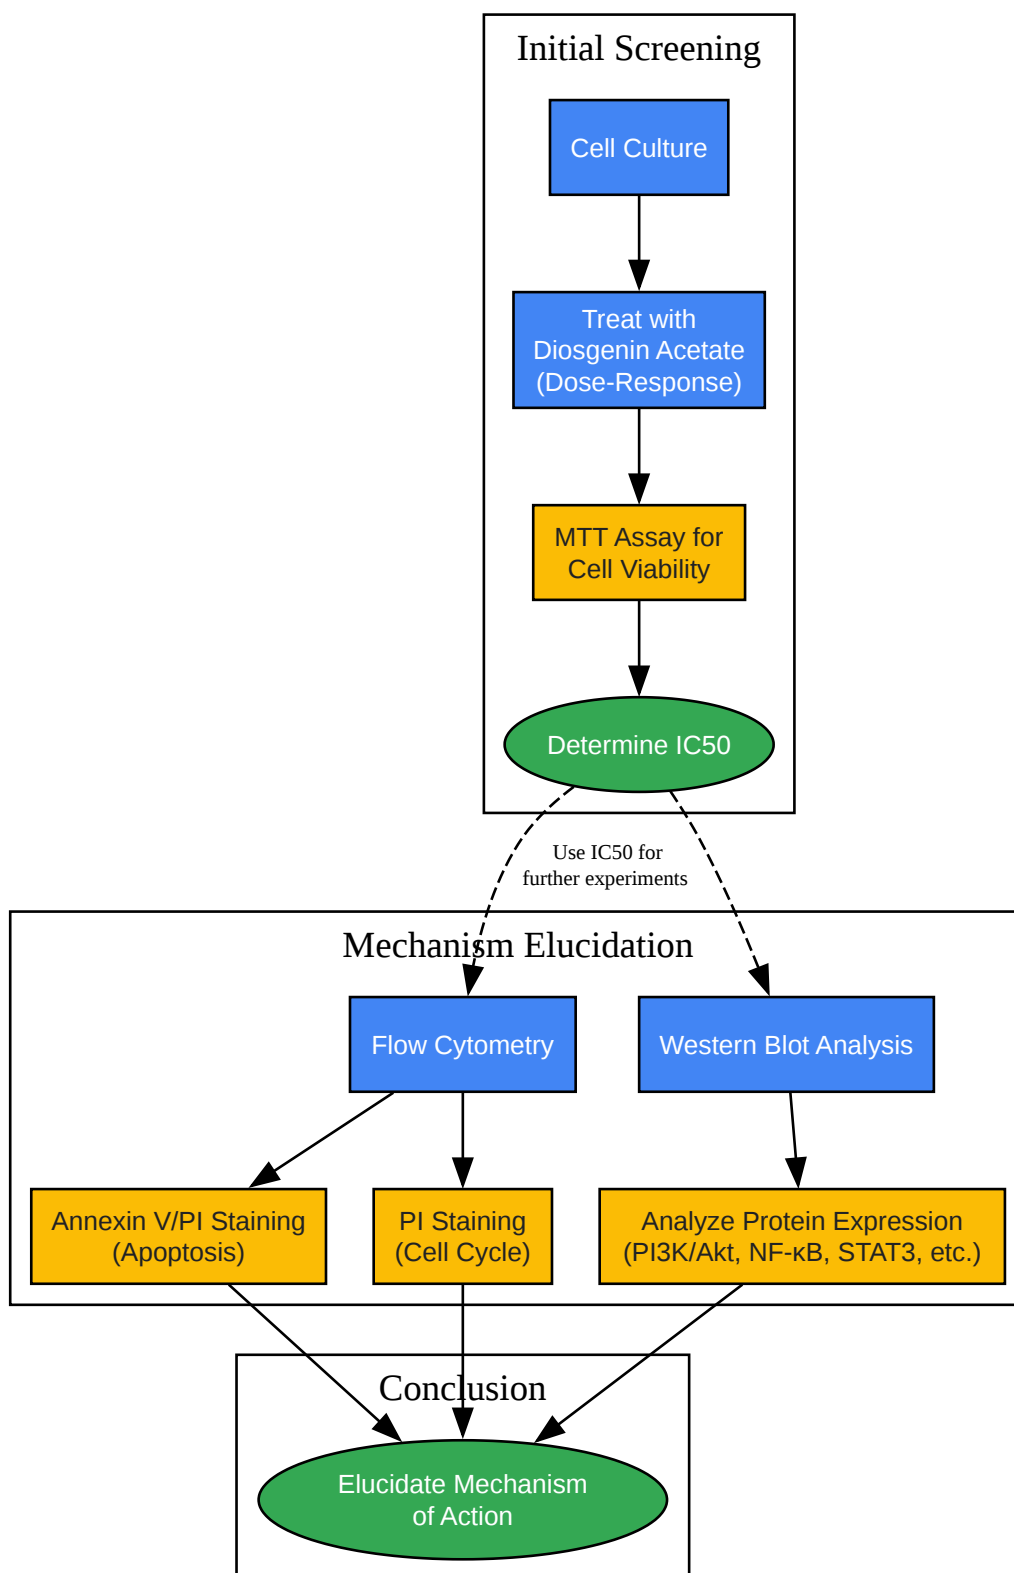 Initial Screening
Cell Culture
Treat with
Diosgenin Acetate
(Dose-Response)
MTT Assay for
Cell Viability
Determine IC50
Use IC50 for
further experiments
Mechanism Elucidation
Flow Cytometry
Western Blot Analysis
Annexin V/PI Staining
(Apoptosis)
PI Staining
(Cell Cycle)
Analyze Protein Expression
(PI3K/Akt, NF-κB, STAT3, etc.)
Conclusion
Elucidate Mechanism
of Action